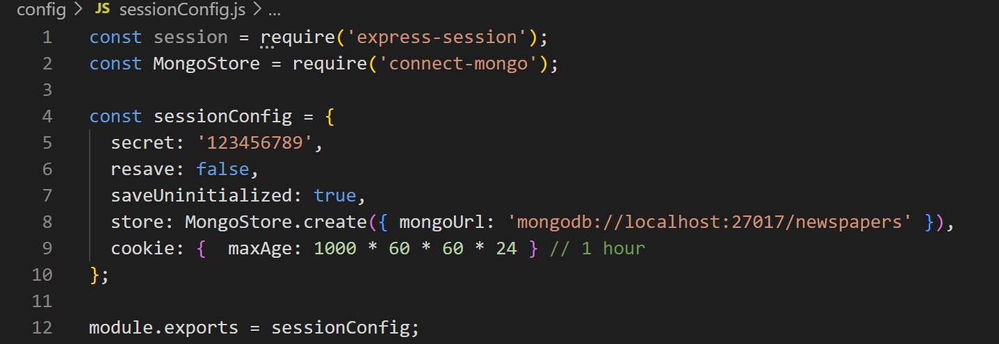 config > JS sessionConfig.js > ...
1 const session = require('express-session');
2 const MongoStore = require('connect-mongo');
3
4 const sessionConfig = {
5   secret: '123456789',
6   resave: false,
7   saveUninitialized: true,
8   store: MongoStore.create({ mongoUrl: 'mongodb://localhost:27017/newspapers' }),
9   cookie: {  maxAge: 1000 * 60 * 60 * 24 } // 1 hour
10 };
11
12 module.exports = sessionConfig;